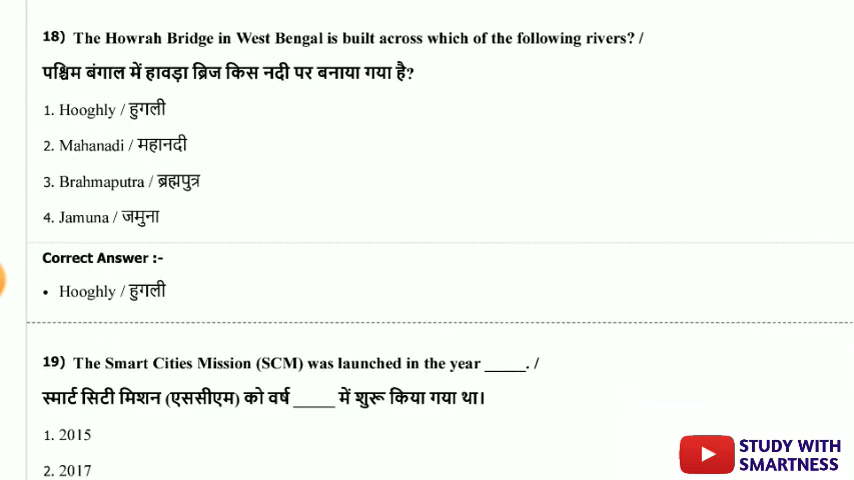 18) The Howrah Bridge in West Bengal is built across which of the following rivers? /
पश्चिम बंगाल में हावड़ा ब्रिज किस नदी पर बनाया गया है?
1. Hooghly / हुगली
2. Mahanadi / महानदी
3. Brahmaputra / ब्रह्मपुत्र
4. Jamuna / जमुना
Correct Answer :-
• Hooghly / हुगली
19) The Smart Cities Mission (SCM) was launched in the year _____. /
स्मार्ट सिटी मिशन (एससीएम) को वर्ष _____ में शुरू किया गया था।
1. 2015
2. 2017
STUDY WITH
SMARTNESS